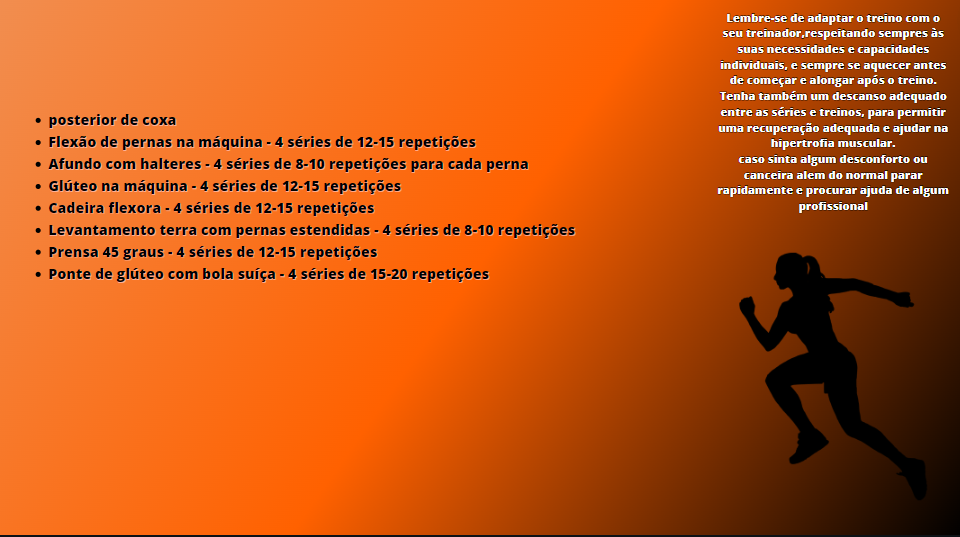 posterior de coxa
Flexão de pernas na máquina - 4 séries de 12-15 repetições
Afundo com halteres - 4 séries de 8-10 repetições para cada perna
Glúteo na máquina - 4 séries de 12-15 repetições
Cadeira flexora - 4 séries de 12-15 repetições
Levantamento terra com pernas estendidas - 4 séries de 8-10 repetições
Prensa 45 graus - 4 séries de 12-15 repetições
Ponte de glúteo com bola suíça - 4 séries de 15-20 repetições
Lembre-se de adaptar o treino com o
seu treinador,respeitando sempres às
suas necessidades e capacidades
individuais, e sempre se aquecer antes
de começar e alongar após o treino.
Tenha também um descanso adequado
entre as séries e treinos, para permitir
uma recuperação adequada e ajudar na
hipertrofia muscular.
caso sinta algum desconforto ou
canceira alem do normal parar
rapidamente e procurar ajuda de algum
profissional